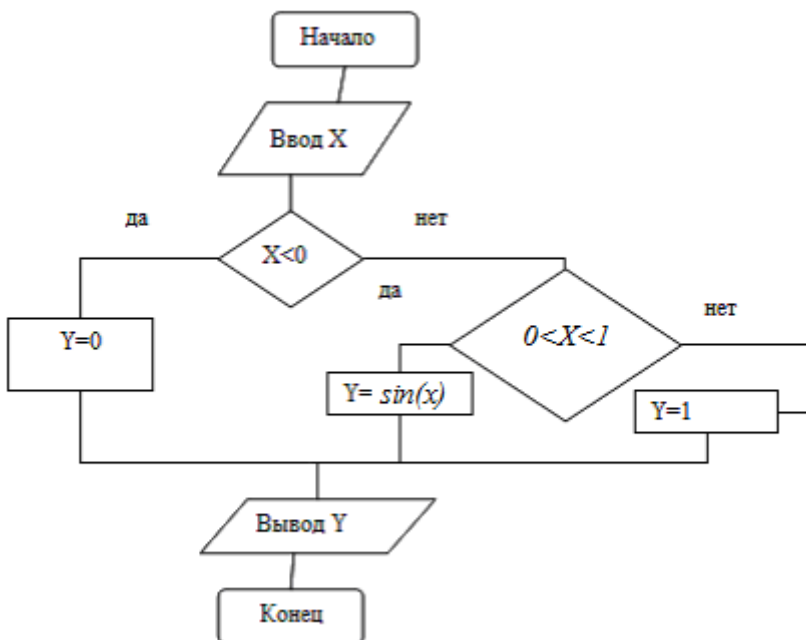 Начало
Ввод X
да
нет
X<0
да
нет
0<X<1
Y=0
Y= sin(x)
Y=1
Вывод Y
Конец